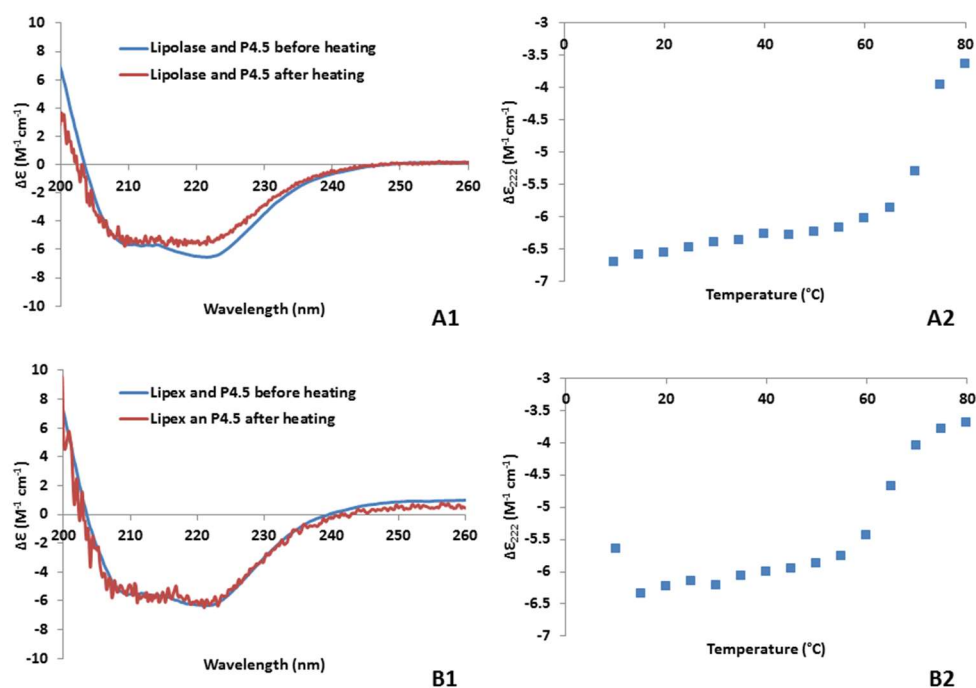 10
8
6
4
2
0
-2
-4
-6
-8
-10
Δε (M⁻¹ cm⁻¹)
Lipolase and P4.5 before heating
Lipolase and P4.5 after heating
200 210 220 230 240 250 260
Wavelength (nm)
A1
-3
-3.5
-4
-4.5
-5
-5.5
-6
-6.5
-7
Δε₂₂₂ (M⁻¹ cm⁻¹)
0 20 40 60 80
Temperature (°C)
A2
10
8
6
4
2
0
-2
-4
-6
-8
-10
Δε (M⁻¹ cm⁻¹)
Lipex and P4.5 before heating
Lipex an P4.5 after heating
200 210 220 230 240 250 260
Wavelength (nm)
B1
-3
-3.5
-4
-4.5
-5
-5.5
-6
-6.5
-7
Δε₂₂₂ (M⁻¹ cm⁻¹)
0 20 40 60 80
Temperature (°C)
B2